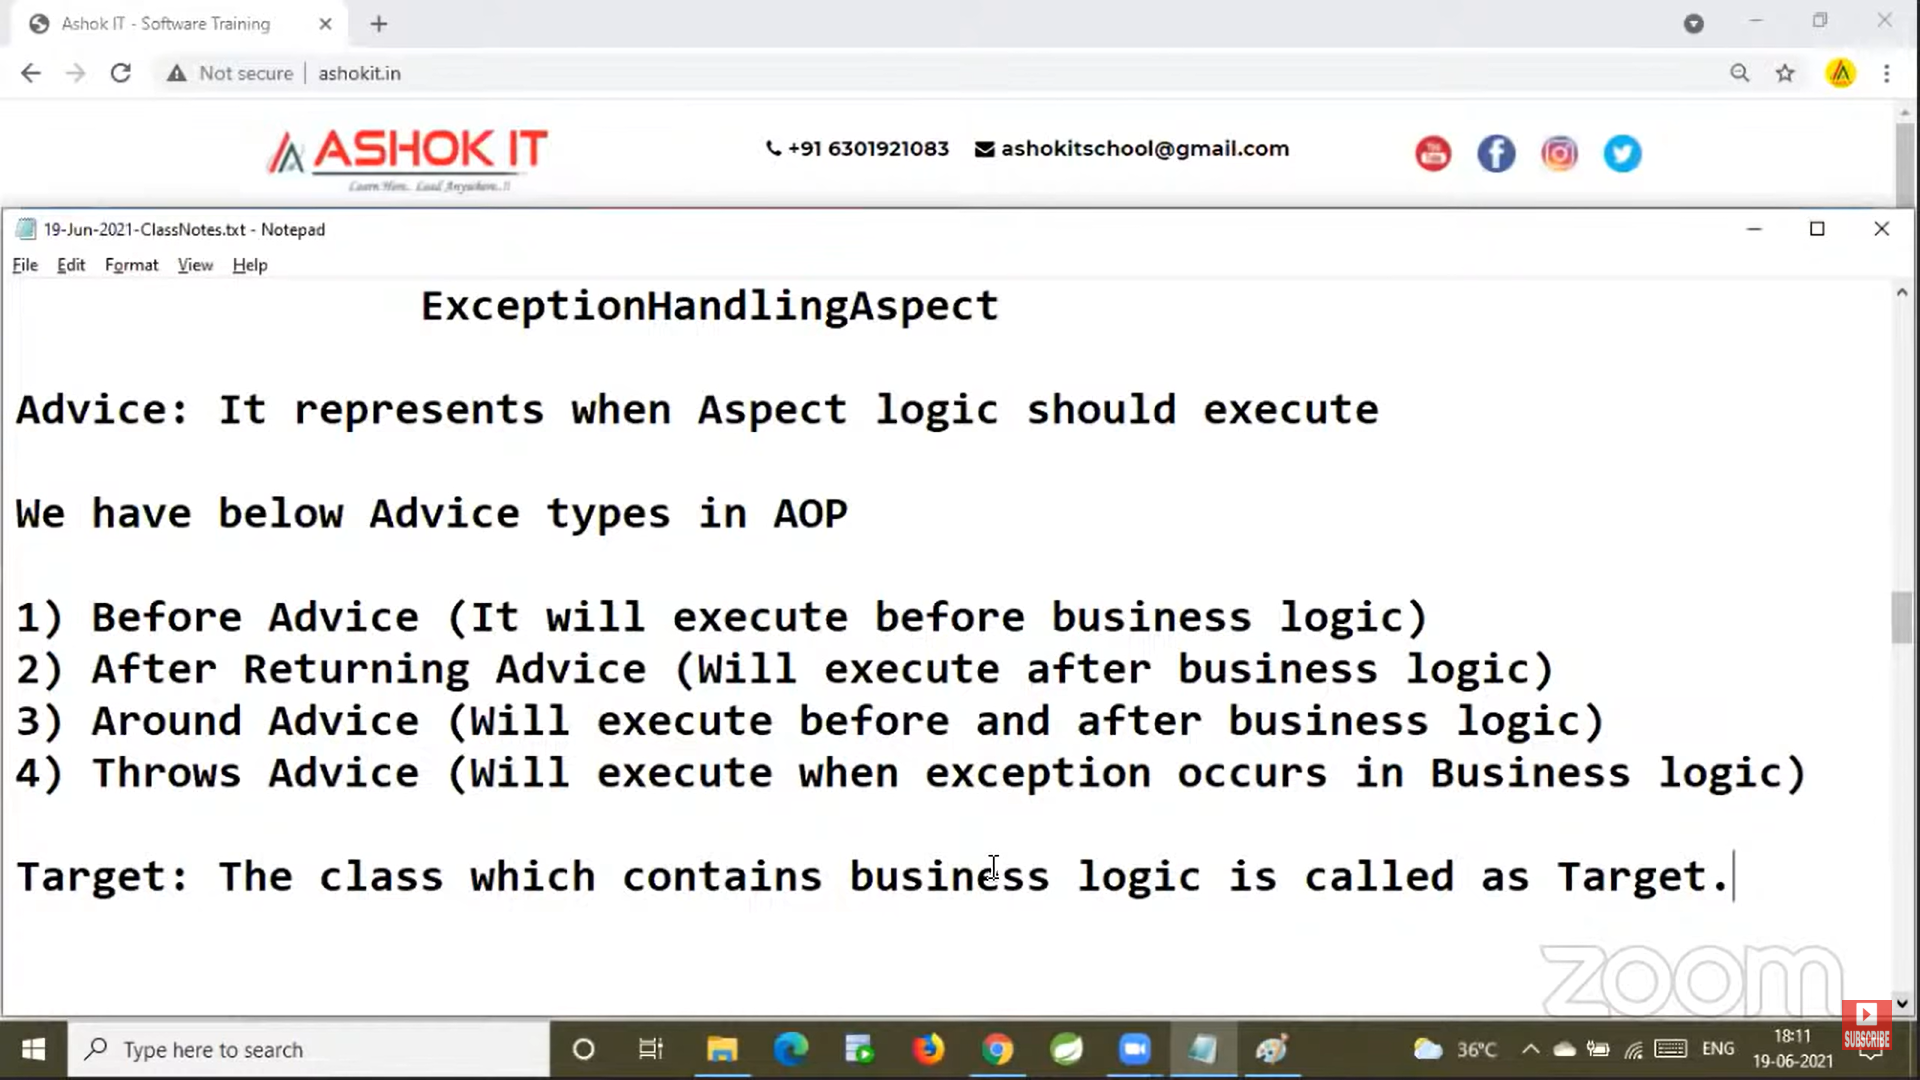 Ashok IT - Software Training
Not secure | ashokit.in
ASHOK IT
Learn Here.. Lead Anywhere..!!
+91 6301921083 ashokitschool@gmail.com
19-Jun-2021-ClassNotes.txt - Notepad
File Edit Format View Help
ExceptionHandlingAspect
Advice: It represents when Aspect logic should execute
We have below Advice types in AOP
1) Before Advice (It will execute before business logic)
2) After Returning Advice (Will execute after business logic)
3) Around Advice (Will execute before and after business logic)
4) Throws Advice (Will execute when exception occurs in Business logic)
Target: The class which contains business logic is called as Target.
zoom
SUBSCRIBE
Type here to search
36°C
ENG
18:11
19-06-2021